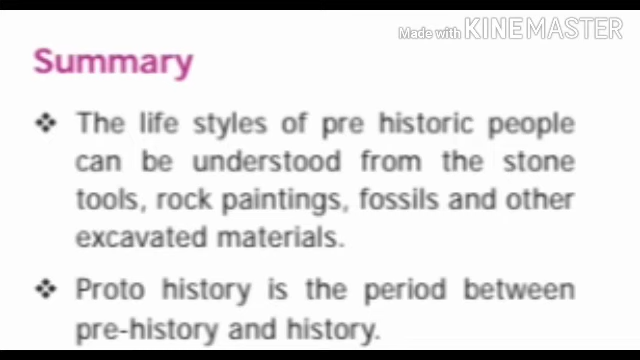 Made with KINEMASTER
Summary
❖ The life styles of pre historic people
can be understood from the stone
tools, rock paintings, fossils and other
excavated materials.
❖ Proto history is the period between
pre-history and history.